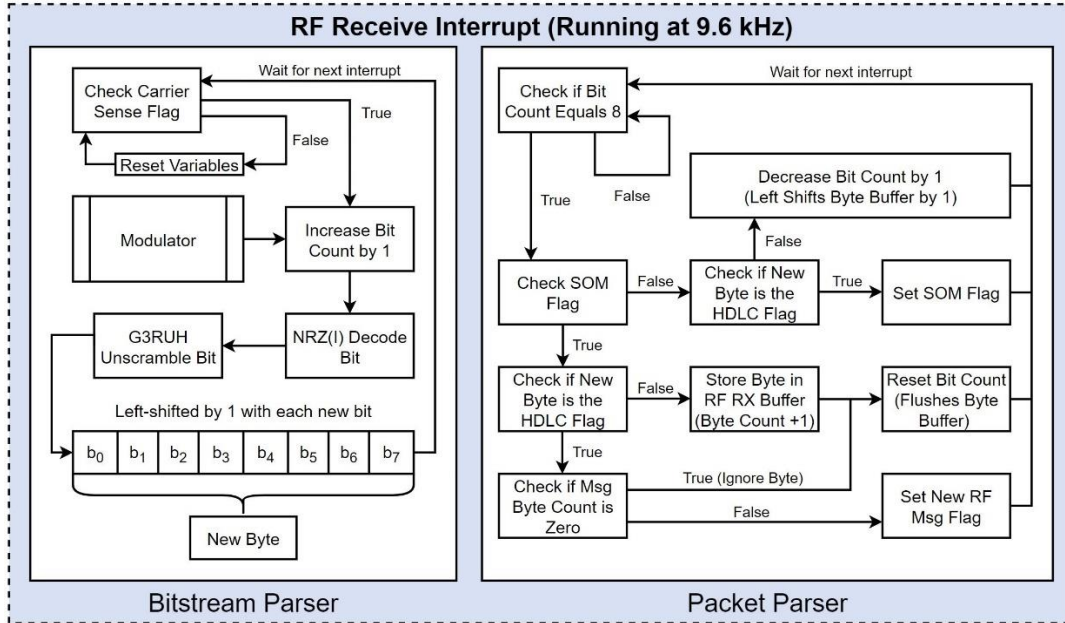 RF Receive Interrupt (Running at 9.6 kHz)
Wait for next interrupt
Check Carrier
Sense Flag
True
False
Reset Variables
Modulator
Increase Bit
Count by 1
G3RUH
Unscramble Bit
NRZ(I) Decode
Bit
Left-shifted by 1 with each new bit
b0 b1 b2 b3 b4 b5 b6 b7
New Byte
Bitstream Parser
Wait for next interrupt
Check if Bit
Count Equals 8
False
True
Decrease Bit Count by 1
(Left Shifts Byte Buffer by 1)
False
Check SOM
Flag
False
Check if New
Byte is the
HDLC Flag
True
Set SOM Flag
True
Check if New
Byte is the
HDLC Flag
False
Store Byte in
RF RX Buffer
(Byte Count +1)
Reset Bit Count
(Flushes Byte
Buffer)
True
Check if Msg
Byte Count is
Zero
True (Ignore Byte)
False
Set New RF
Msg Flag
Packet Parser